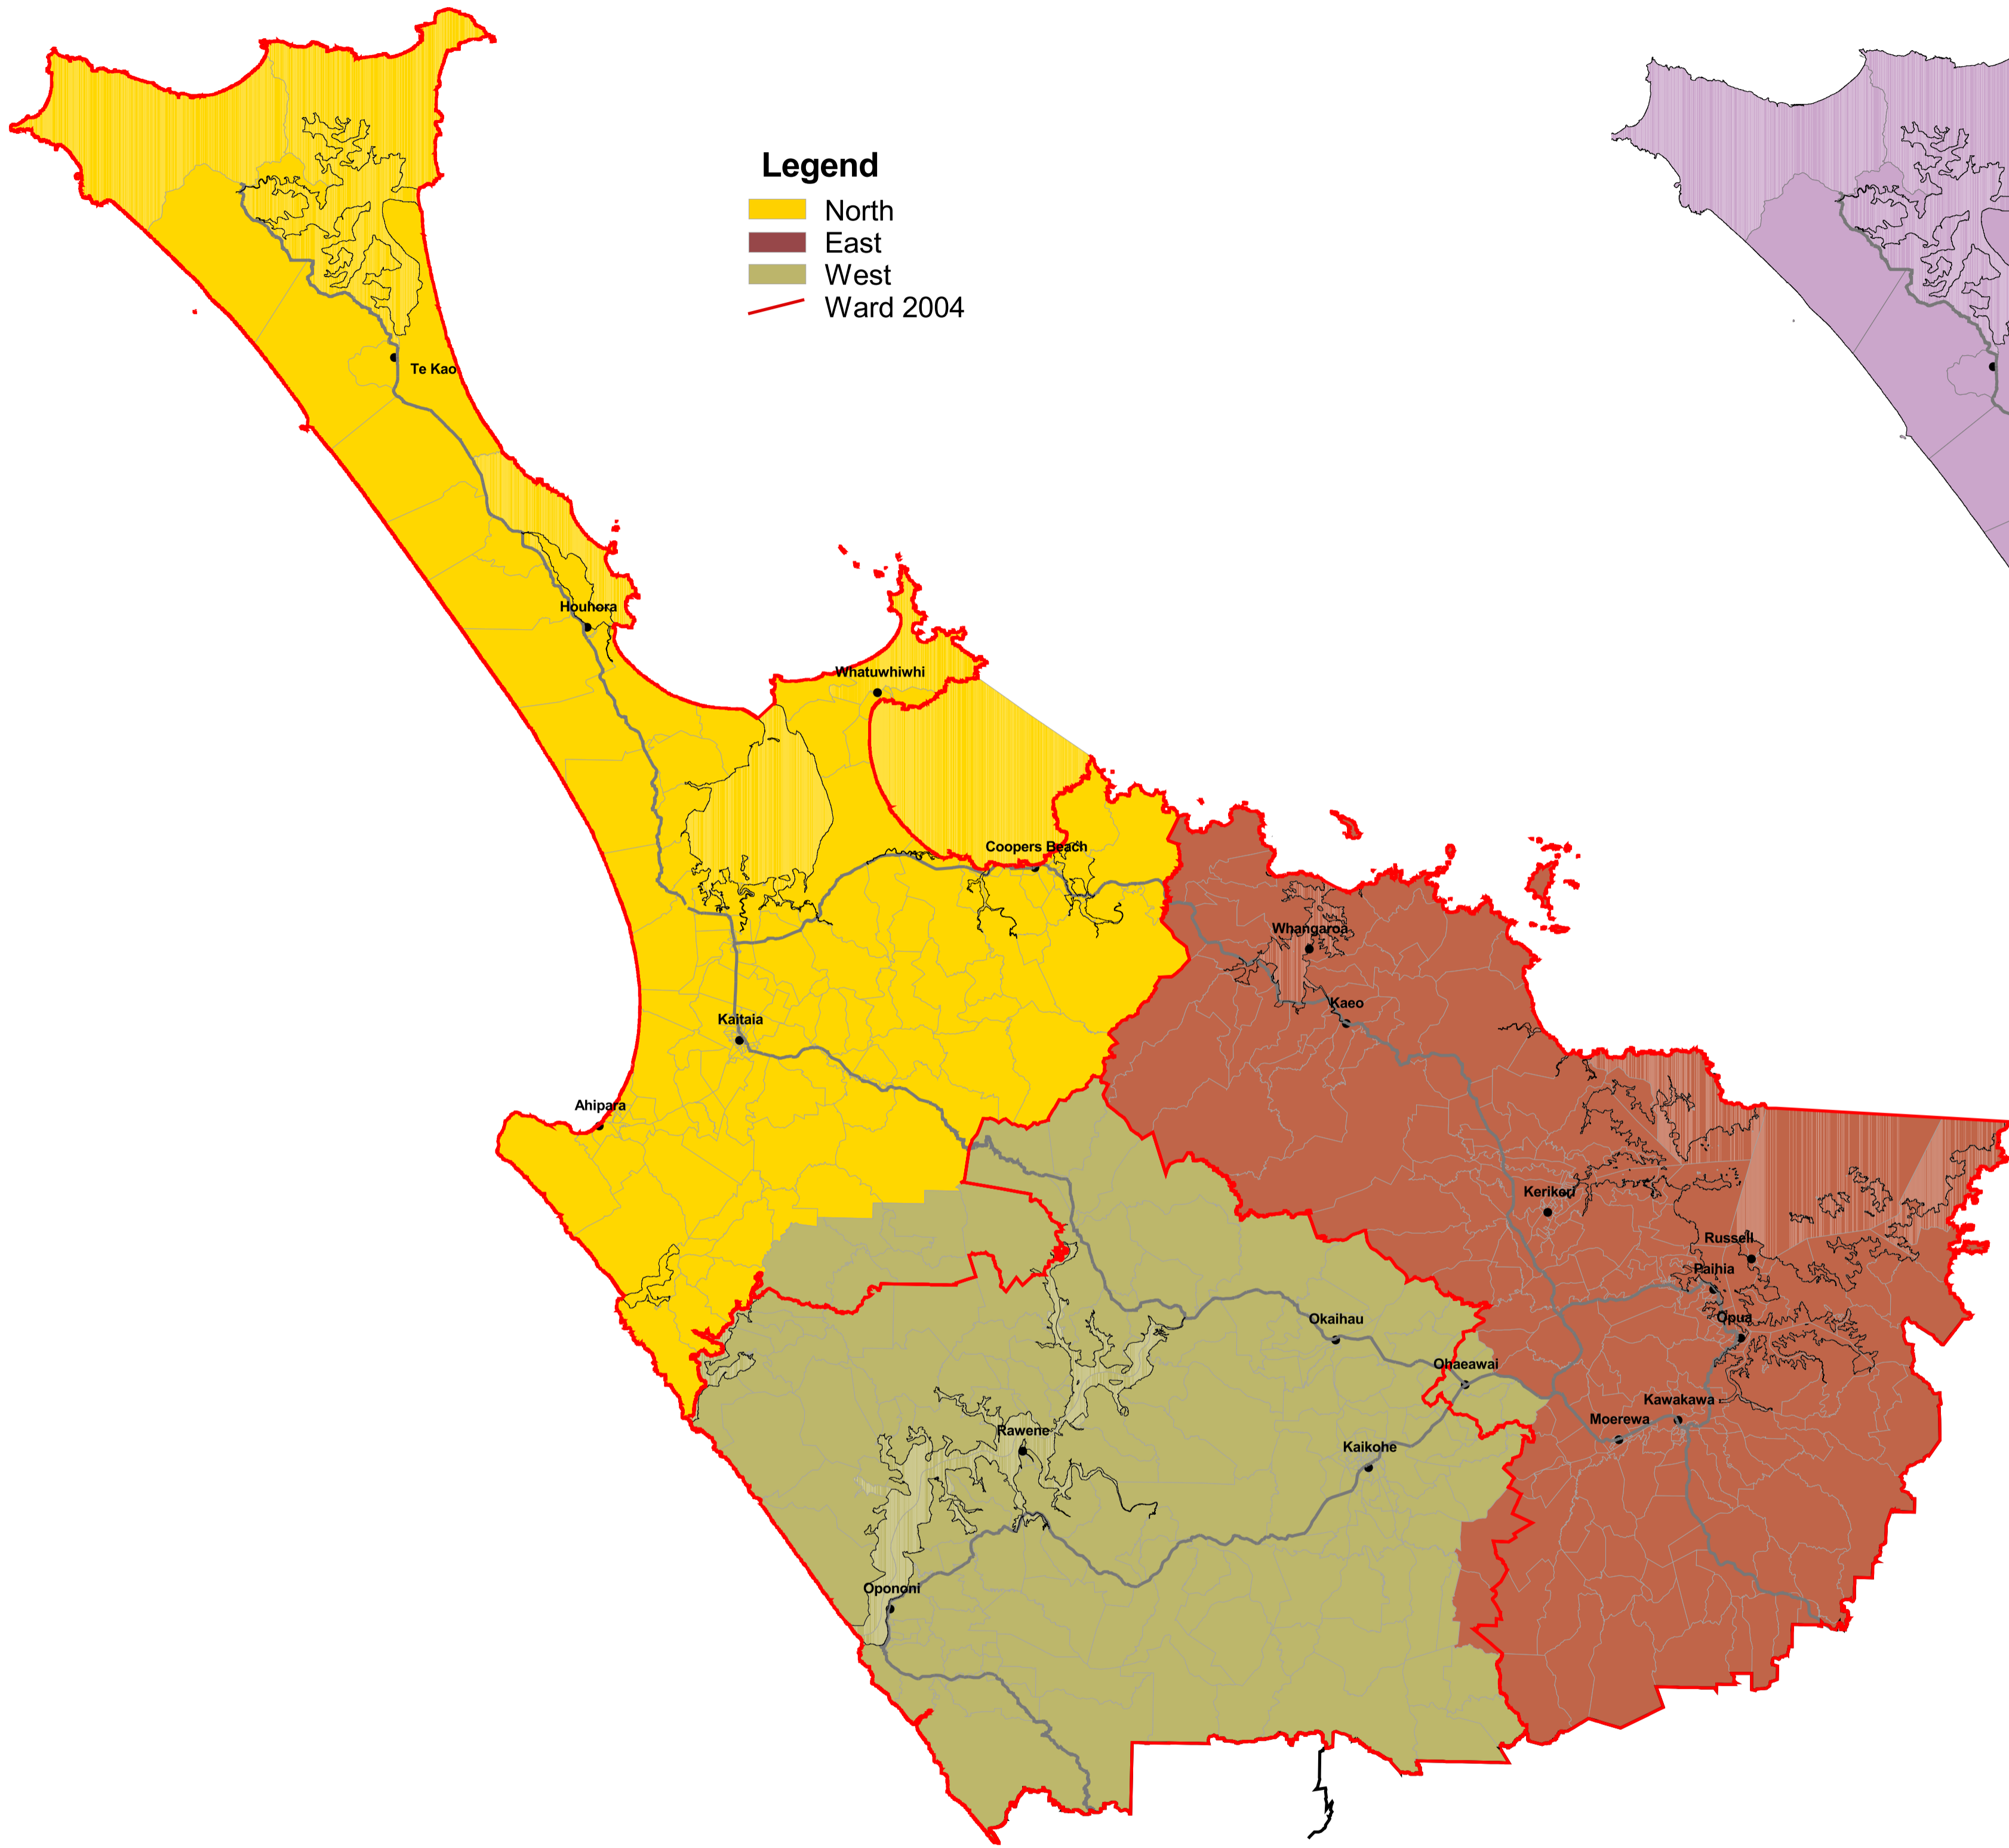 Legend
North
East
West
Ward 2004
Te Kao
Houhora
Whatuwhiwhi
Coopers Beach
Whangaroa
Kaeo
Kaitaia
Ahipara
Kerikeri
Russell
Paihia
Opua
Okaihau
Ohaeawai
Kawakawa
Moerewa
Rawene
Kaikohe
Opononi